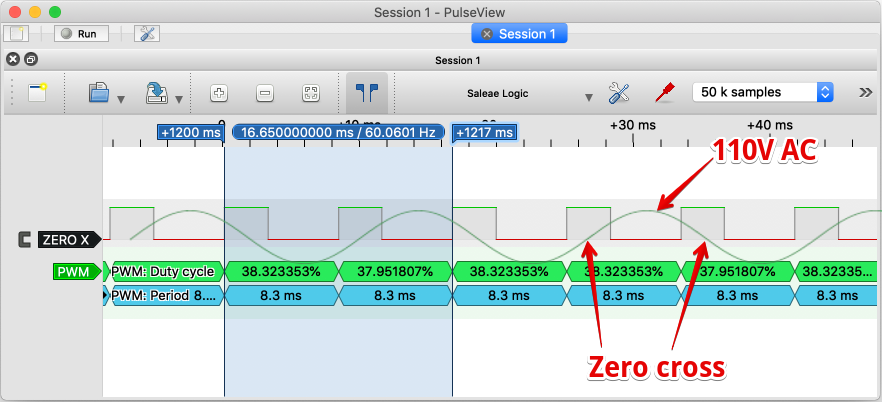 Session 1 - PulseView
Run
Session 1
Session 1
Saleae Logic
50 k samples
+1200 ms
16.650000000 ms / 60.0601 Hz
+1217 ms
+30 ms
+40 ms
110V AC
ZERO X
PWM
PWM: Duty cycle
38.323353%
37.951807%
38.323353%
38.323353%
37.951807%
38.32335...
PWM: Period
8....
8.3 ms
8.3 ms
8.3 ms
8.3 ms
8.3 ms
8.3 ms
Zero cross